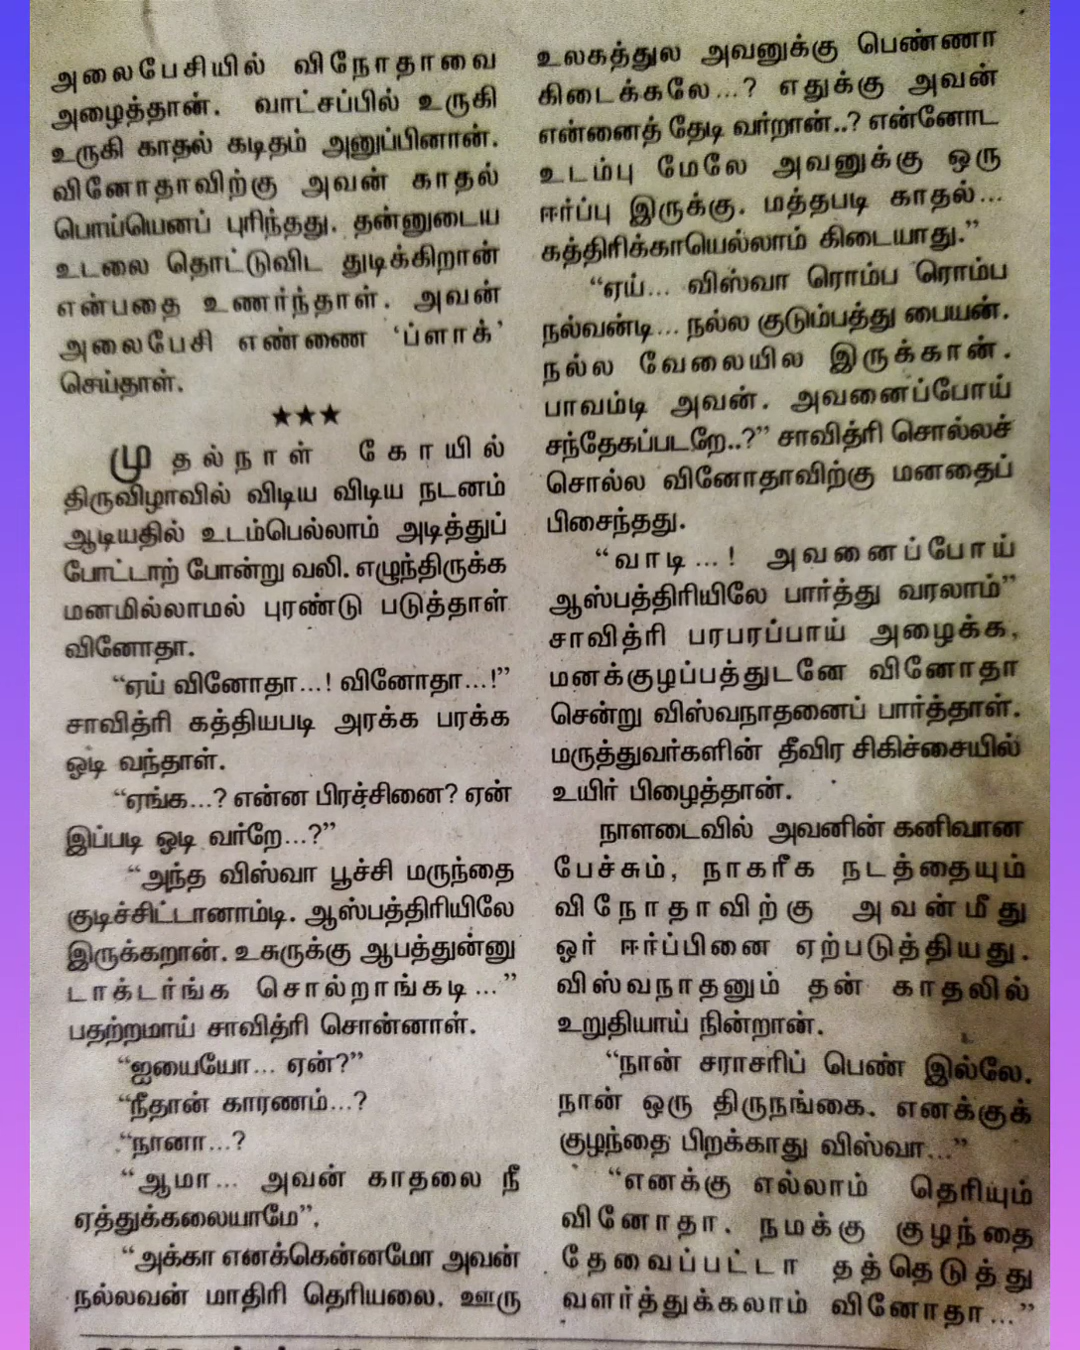 அலைபேசியில் வினோதாவை
அழைத்தான். வாட்சப்பில் உருகி
உருகி காதல் கடிதம் அனுப்பினான்.
வினோதாவிற்கு அவன் காதல்
பொய்யெனப் புரிந்தது. தன்னுடைய
உடலை தொட்டுவிட துடிக்கிறான்
என்பதை உணர்ந்தாள். அவன்
அலைபேசி எண்ணை ‘ப்ளாக்’
செய்தாள்.
★★★
முதல்நாள் கோயில்
திருவிழாவில் விடிய விடிய நடனம்
ஆடியதில் உடம்பெல்லாம் அடித்துப்
போட்டாற் போன்று வலி. எழுந்திருக்க
மனமில்லாமல் புரண்டு படுத்தாள்
வினோதா.
“ஏய் வினோதா...! வினோதா...!”
சாவித்ரி கத்தியபடி அரக்க பரக்க
ஓடி வந்தாள்.
“ஏங்க...? என்ன பிரச்சினை? ஏன்
இப்படி ஓடி வர்றே...?”
“அந்த விஸ்வா பூச்சி மருந்தை
குடிச்சிட்டானாம்டி. ஆஸ்பத்திரியிலே
இருக்கறான். உசுருக்கு ஆபத்துன்னு
டாக்டர்ங்க சொல்றாங்கடி...”
பதற்றமாய் சாவித்ரி சொன்னாள்.
“ஐயையோ... ஏன்?”
“நீதான் காரணம்...?
“நானா...?
“ஆமா... அவன் காதலை நீ
ஏத்துக்கலையாமே”.
“அக்கா எனக்கென்னமோ அவன்
நல்லவன் மாதிரி தெரியலை. ஊரு
உலகத்துல அவனுக்கு பெண்ணா
கிடைக்கலே...? எதுக்கு அவன்
என்னைத் தேடி வர்றான்..? என்னோட
உடம்பு மேலே அவனுக்கு ஒரு
ஈர்ப்பு இருக்கு. மத்தபடி காதல்...
கத்திரிக்காயெல்லாம் கிடையாது.”
“ஏய்... விஸ்வா ரொம்ப ரொம்ப
நல்வன்டி... நல்ல குடும்பத்து பையன்.
நல்ல வேலையில இருக்கான்.
பாவம்டி அவன். அவனைப்போய்
சந்தேகப்படறே..?” சாவித்ரி சொல்லச்
சொல்ல வினோதாவிற்கு மனதைப்
பிசைந்தது.
“வாடி...! அவனைப்போய்
ஆஸ்பத்திரியிலே பார்த்து வரலாம்”
சாவித்ரி பரபரப்பாய் அழைக்க,
மனக்குழப்பத்துடனே வினோதா
சென்று விஸ்வநாதனைப் பார்த்தாள்.
மருத்துவர்களின் தீவிர சிகிச்சையில்
உயிர் பிழைத்தான்.
நாளடைவில் அவனின் கனிவான
பேச்சும், நாகரீக நடத்தையும்
வினோதாவிற்கு அவன்மீது
ஓர் ஈர்ப்பினை ஏற்படுத்தியது.
விஸ்வநாதனும் தன் காதலில்
உறுதியாய் நின்றான்.
“நான் சராசரிப் பெண் இல்லே.
நான் ஒரு திருநங்கை. எனக்குக்
குழந்தை பிறக்காது விஸ்வா...”
“எனக்கு எல்லாம் தெரியும்
வினோதா. நமக்கு குழந்தை
தேவைப்பட்டா தத்தெடுத்து
வளர்த்துக்கலாம் வினோதா...”